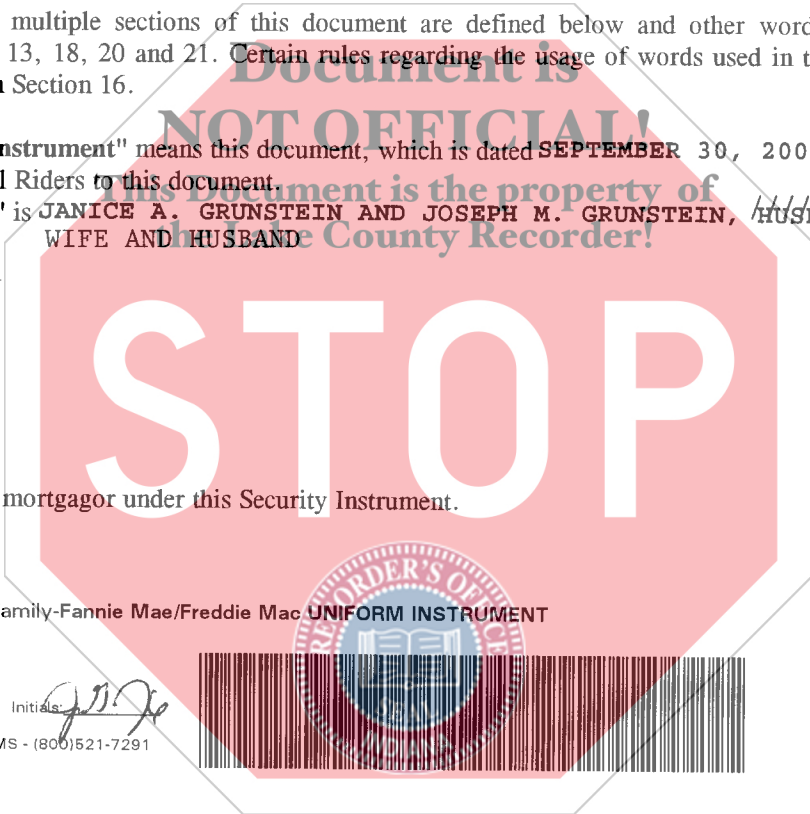 multiple sections of this document are defined below and other word
13, 18, 20 and 21. Certain rules regarding the usage of words used in t
Section 16.
Document is
NOT OFFICIAL!
nstrument" means this document, which is dated SEPTEMBER 30, 200
l Riders to this document.
This Document is the property of
" is JANICE A. GRUNSTEIN AND JOSEPH M. GRUNSTEIN,
WIFE AND HUSBAND
the Lake County Recorder!
STOP
mortgagor under this Security Instrument.
amily-Fannie Mae/Freddie Mac UNIFORM INSTRUMENT
RECORDER'S OFFICE
SEAL
INDIANA
Initials:
MS - (800)521-7291